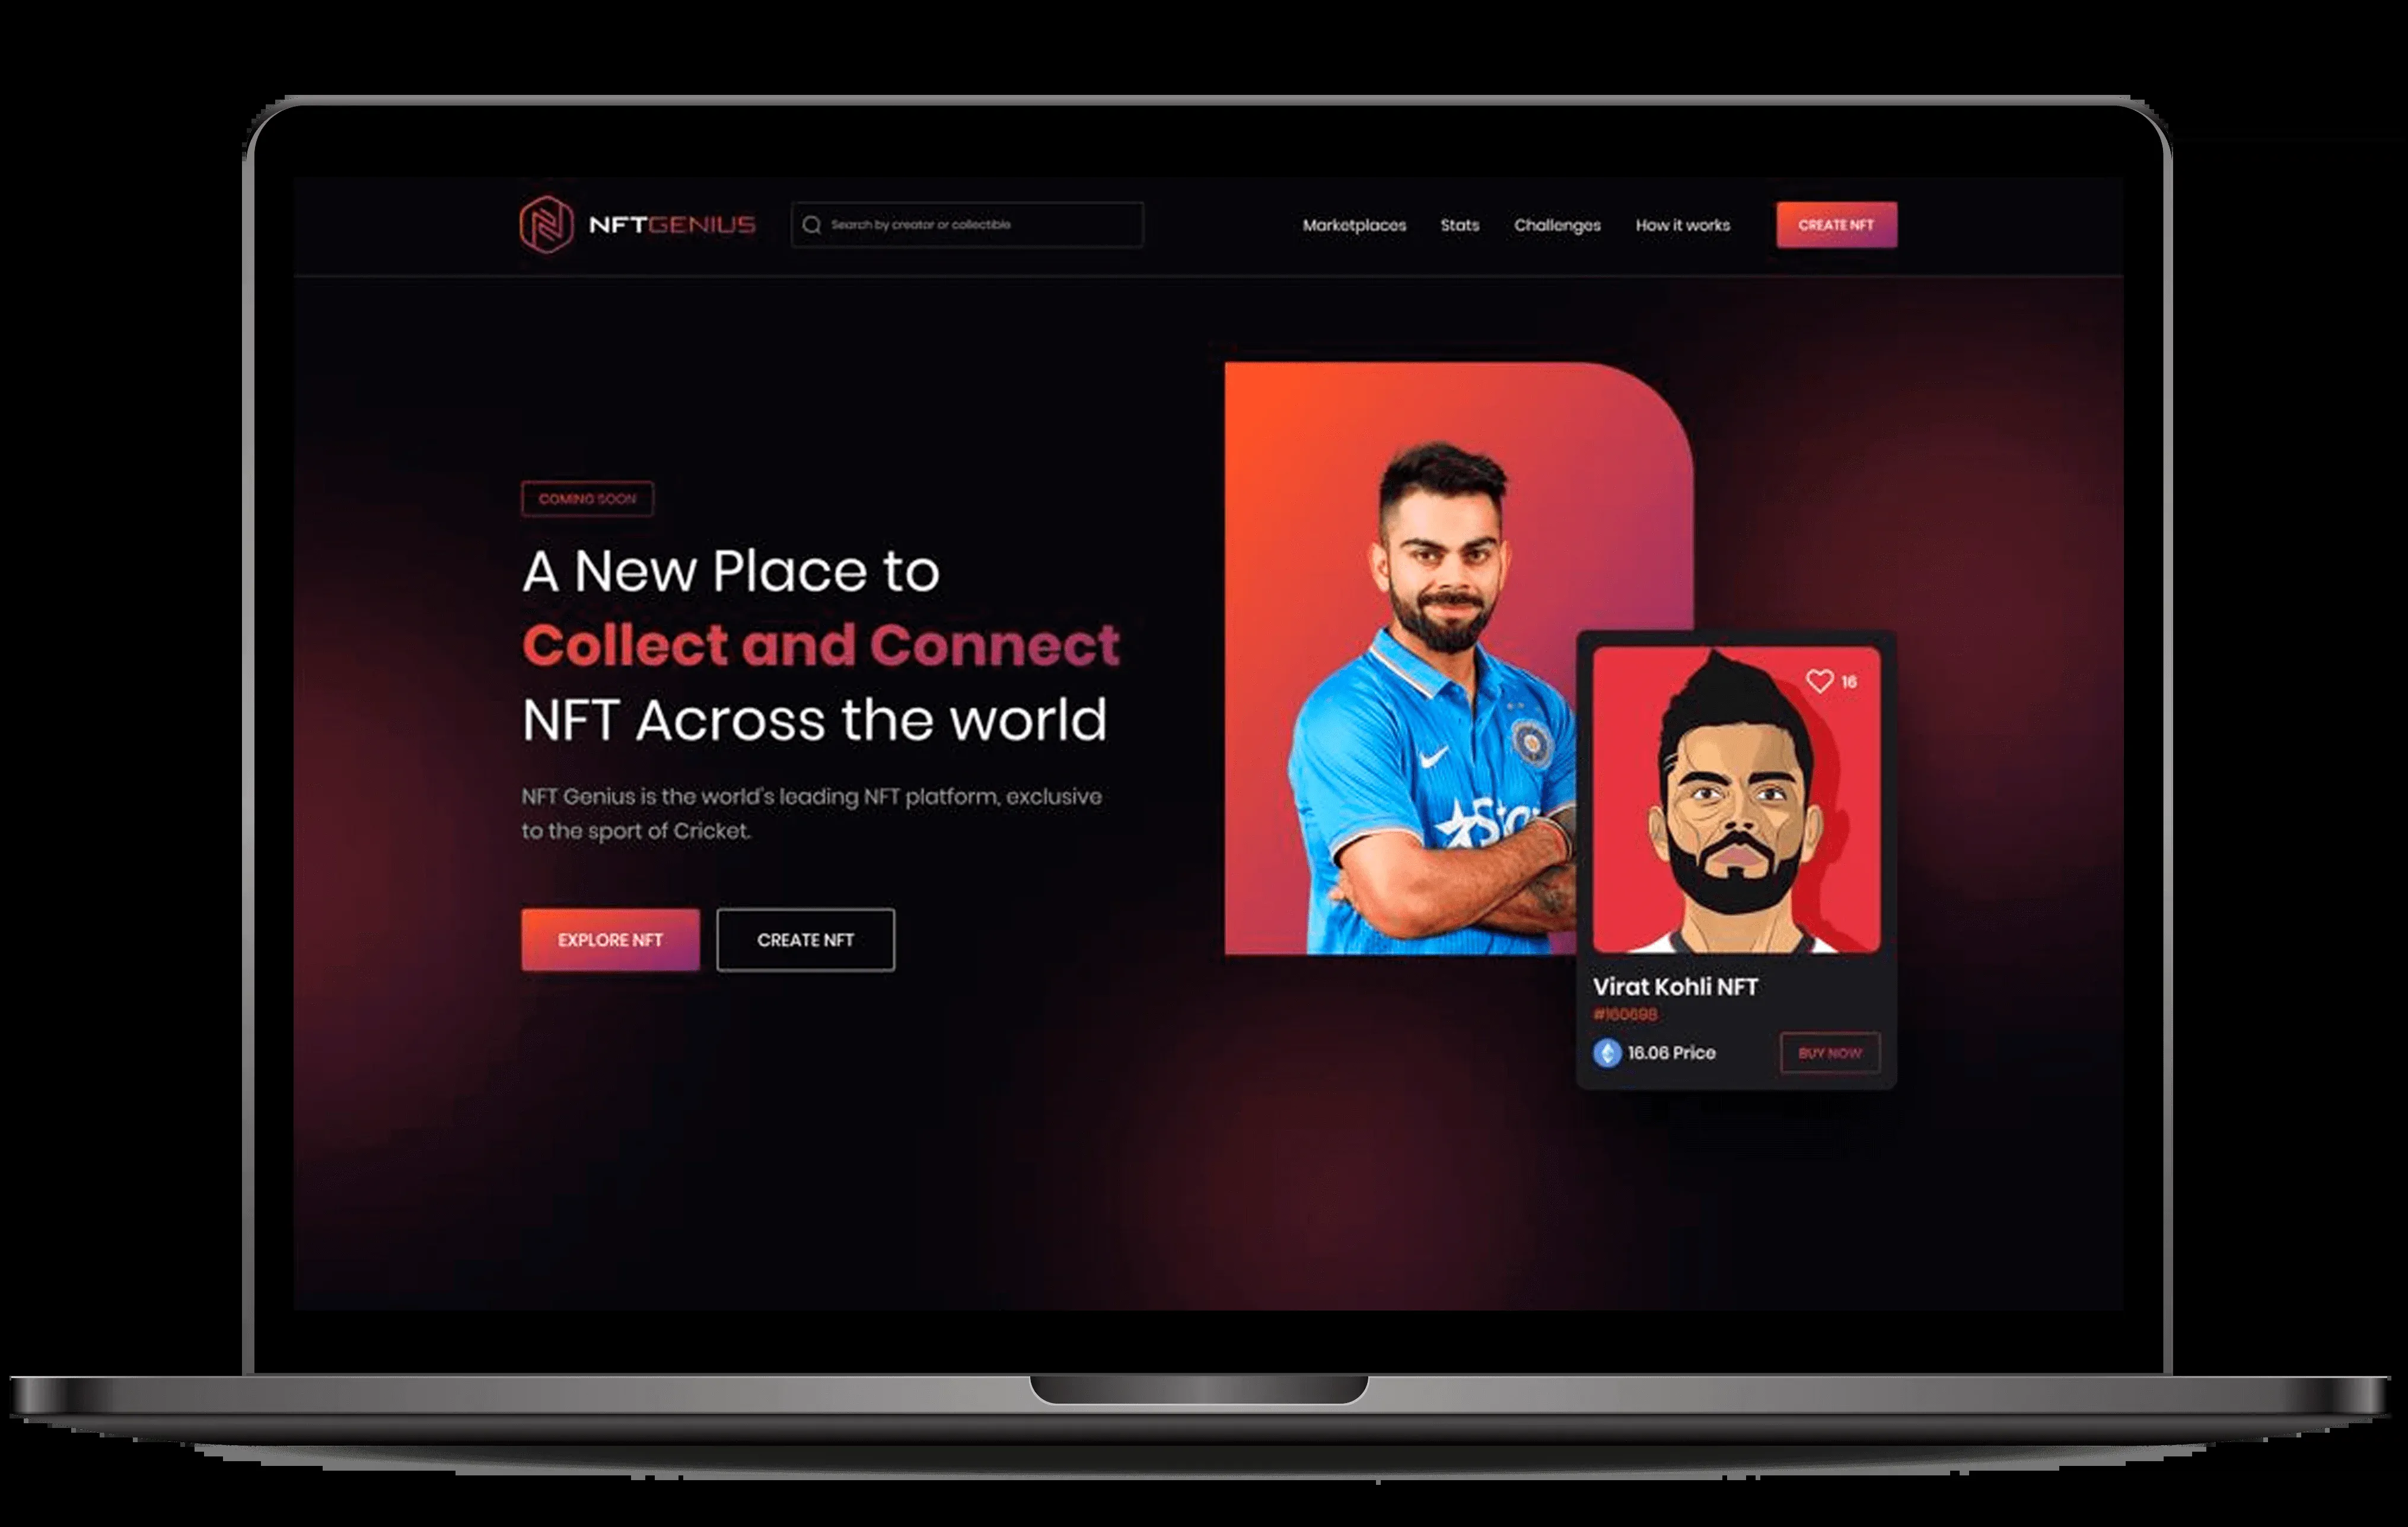 NFTGENIUS
Search by creator or collectible
Marketplaces Stats Challenges How it works CREATE NFT
COMING SOON
A New Place to
Collect and Connect
NFT Across the world
NFT Genius is the world's leading NFT platform, exclusive
to the sport of Cricket.
EXPLORE NFT CREATE NFT
Star
16
Virat Kohli NFT
#160698
16.06 Price BUY NOW